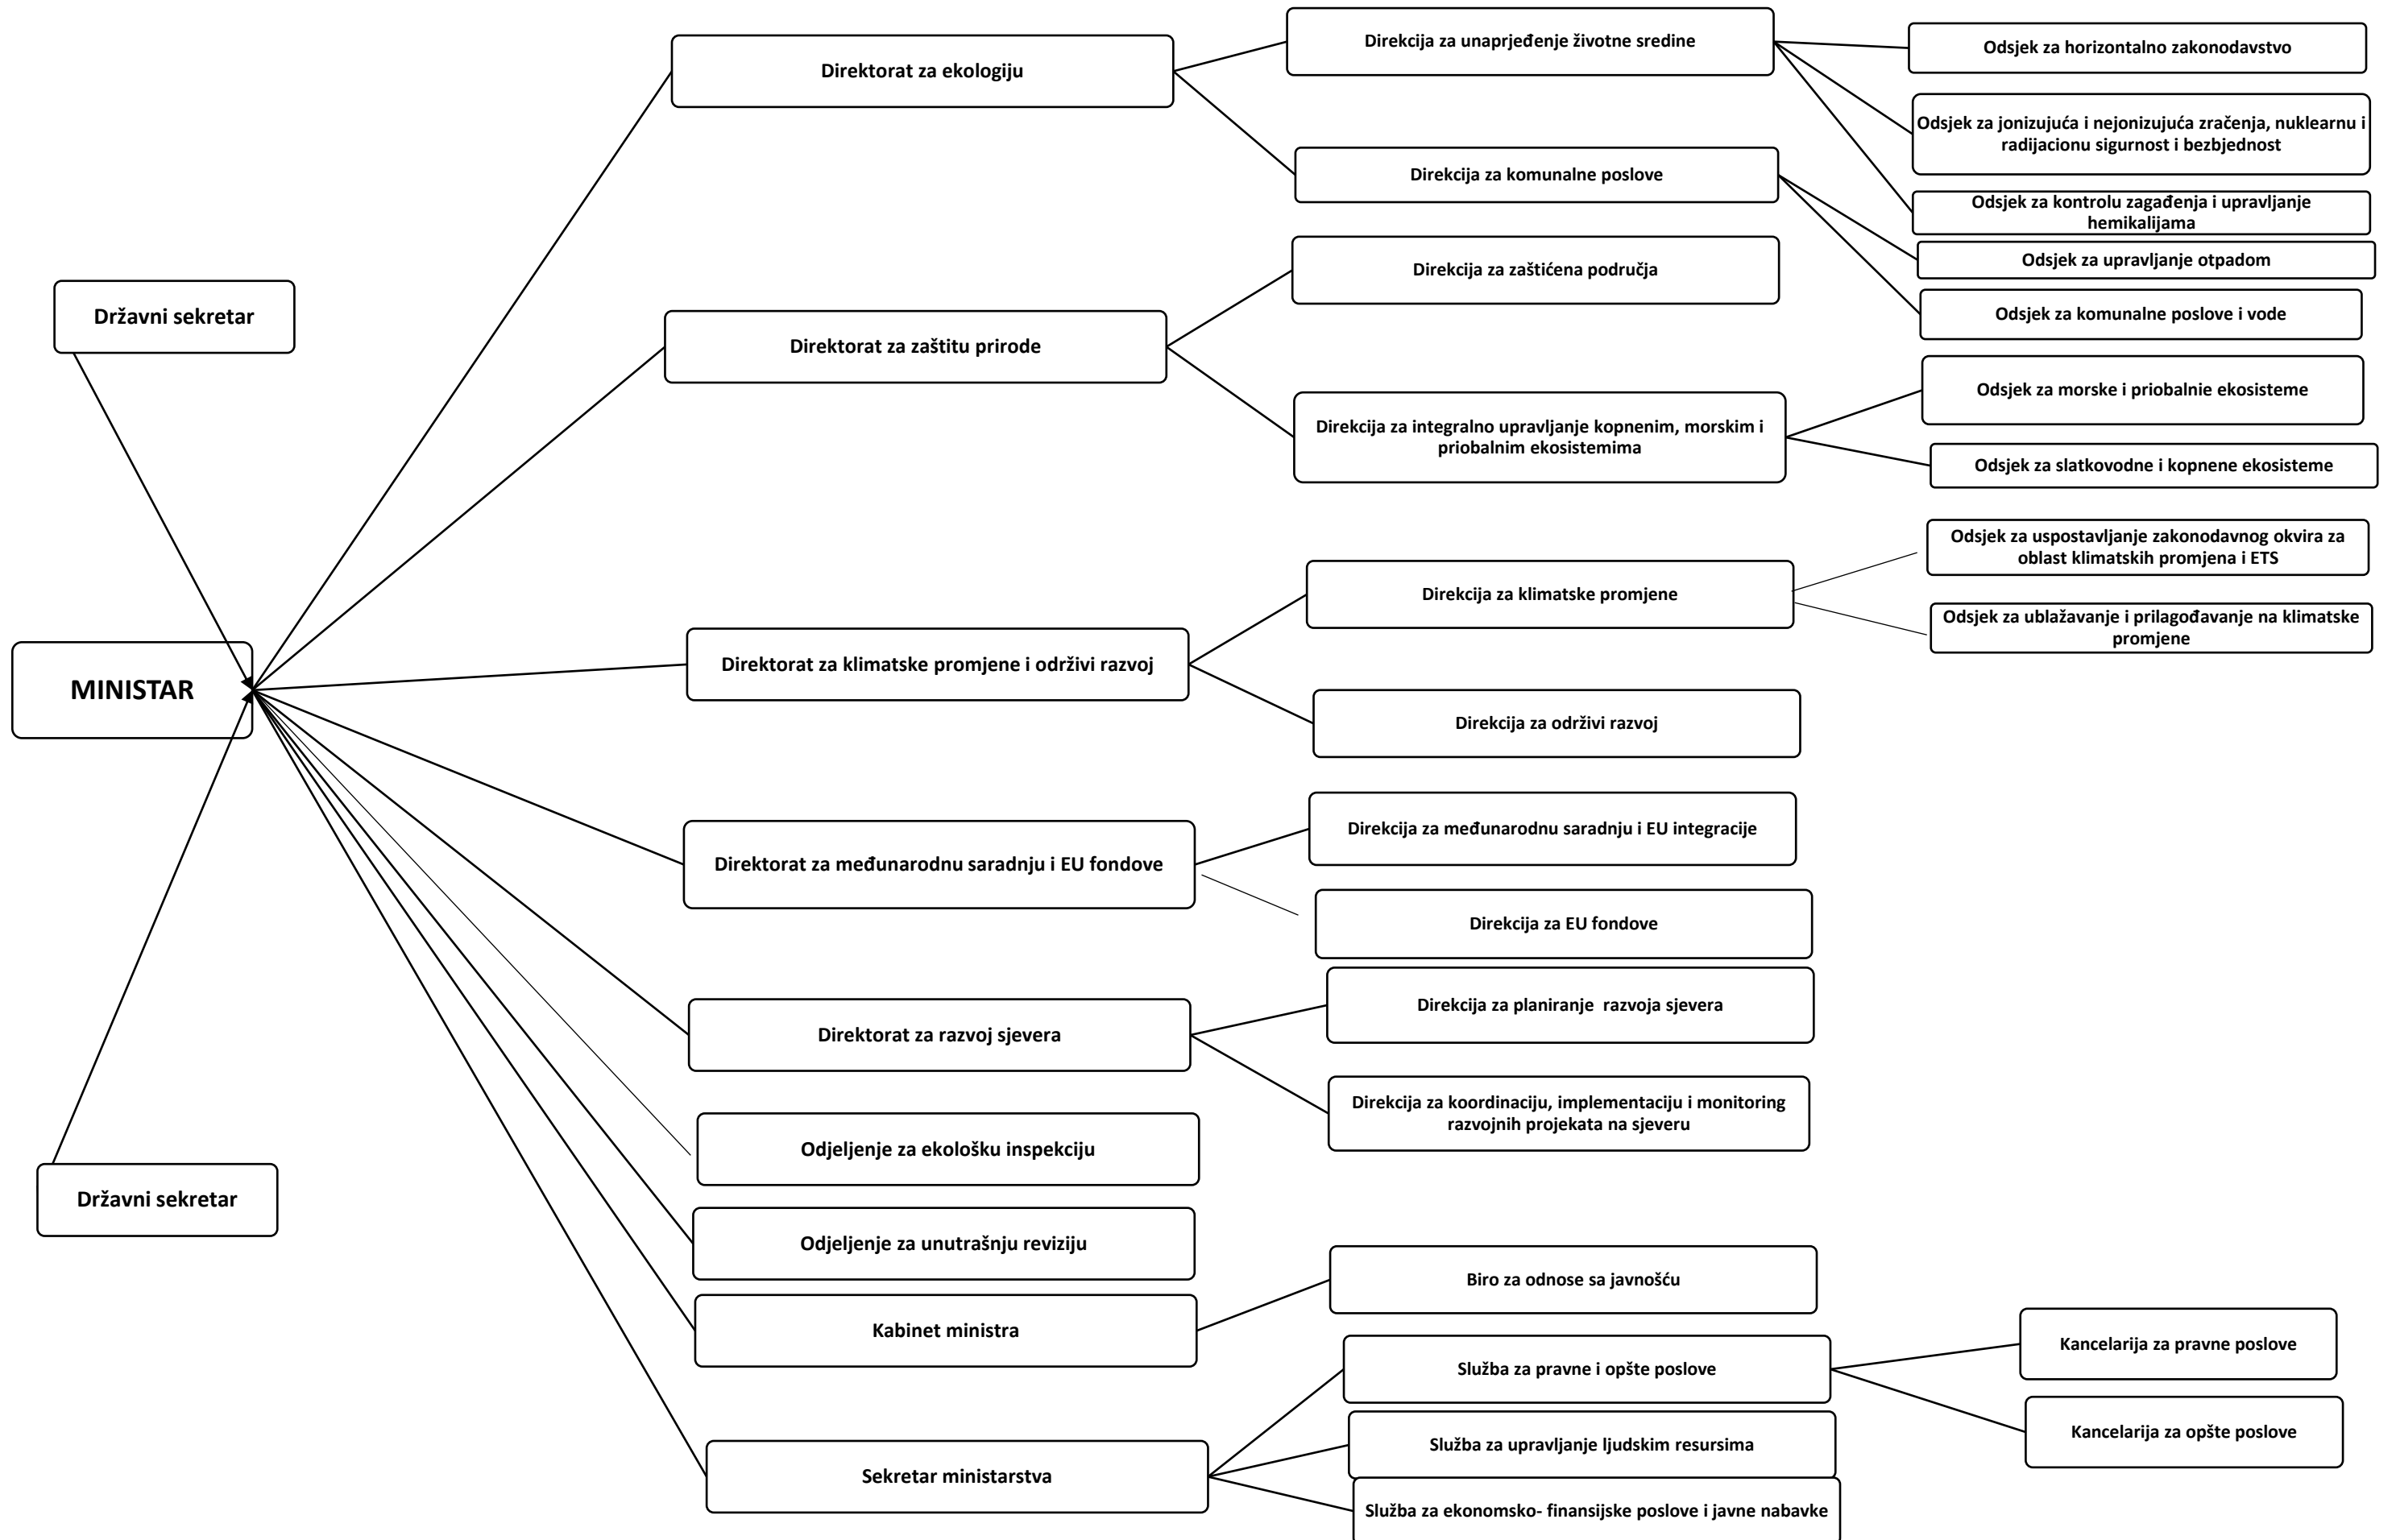 Državni sekretar
MINISTAR
Državni sekretar
Direktorat za ekologiju
Direktorat za zaštitu prirode
Direktorat za klimatske promjene i održivi razvoj
Direktorat za međunarodnu saradnju i EU fondove
Direktorat za razvoj sjevera
Odjeljenje za ekološku inspekciju
Odjeljenje za unutrašnju reviziju
Kabinet ministra
Sekretar ministarstva
Direkcija za unaprjeđenje životne sredine
Direkcija za komunalne poslove
Direkcija za zaštićena područja
Direkcija za integralno upravljanje kopnenim, morskim i
priobalnim ekosistemima
Direkcija za klimatske promjene
Direkcija za održivi razvoj
Direkcija za međunarodnu saradnju i EU integracije
Direkcija za EU fondove
Direkcija za planiranje razvoja sjevera
Direkcija za koordinaciju, implementaciju i monitoring
razvojnih projekata na sjeveru
Biro za odnose sa javnošću
Služba za pravne i opšte poslove
Služba za upravljanje ljudskim resursima
Služba za ekonomsko- finansijske poslove i javne nabavke
Odsjek za horizontalno zakonodavstvo
Odsjek za jonizujuća i nejonizujuća zračenja, nuklearnu i
radijacionu sigurnost i bezbjednost
Odsjek za kontrolu zagađenja i upravljanje
hemikalijama
Odsjek za upravljanje otpadom
Odsjek za komunalne poslove i vode
Odsjek za morske i priobalnie ekosisteme
Odsjek za slatkovodne i kopnene ekosisteme
Odsjek za uspostavljanje zakonodavnog okvira za
oblast klimatskih promjena i ETS
Odsjek za ublažavanje i prilagođavanje na klimatske
promjene
Kancelarija za pravne poslove
Kancelarija za opšte poslove